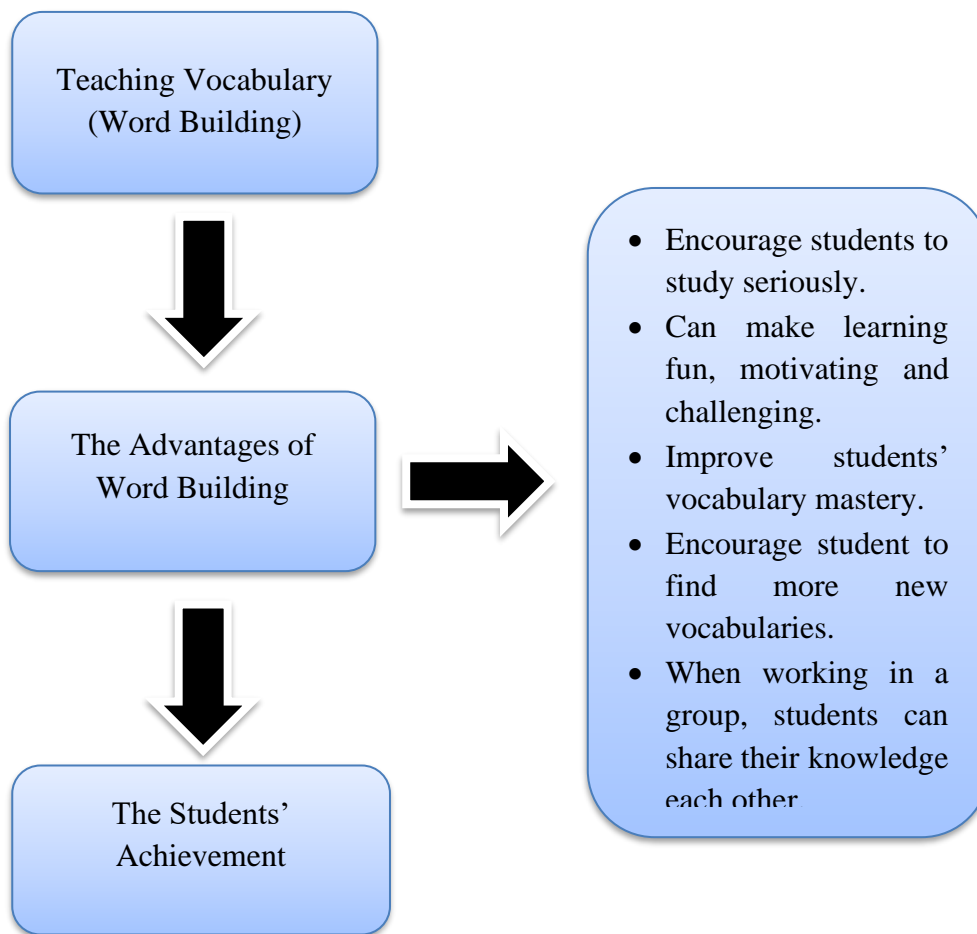 Teaching Vocabulary
(Word Building)
The Advantages of
Word Building
• Encourage students to
study seriously.
• Can make learning
fun, motivating and
challenging.
• Improve students’
vocabulary mastery.
• Encourage student to
find more new
vocabularies.
• When working in a
group, students can
share their knowledge
each other.
The Students’
Achievement